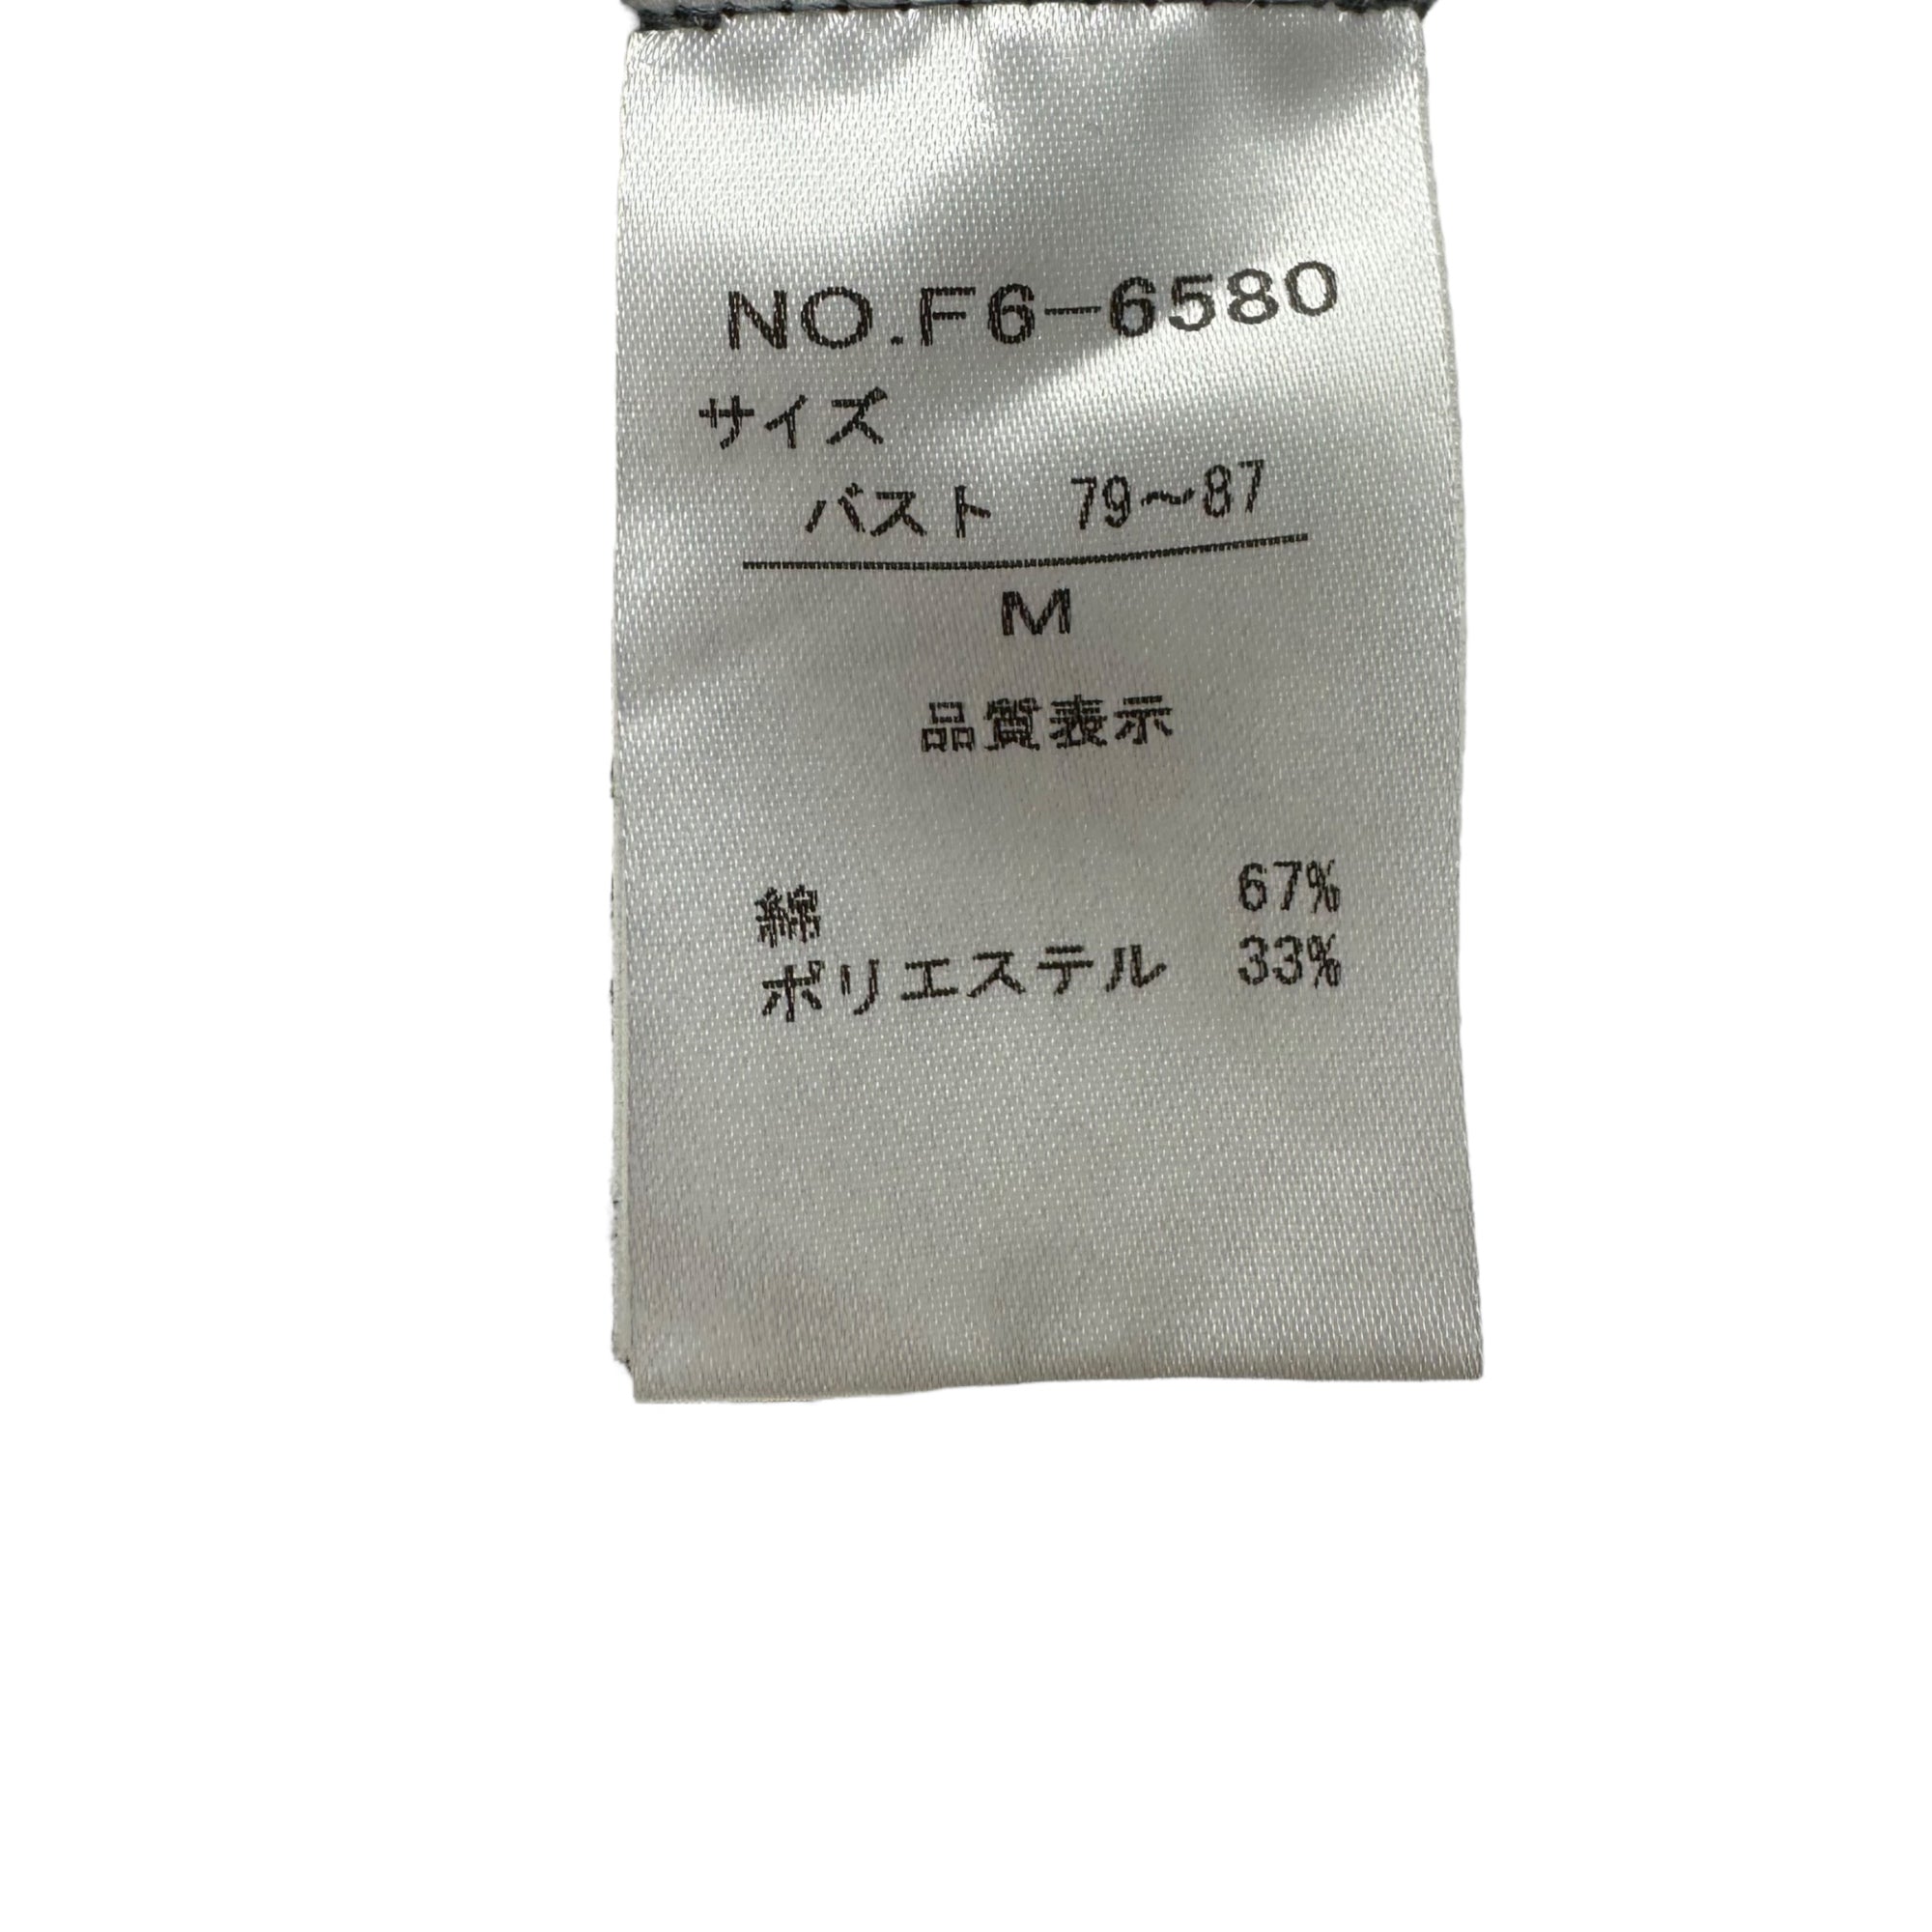 NO.F6-6580
サイズ
バスト 79〜87
M
品質表示
綿 67%
ポリエステル 33%